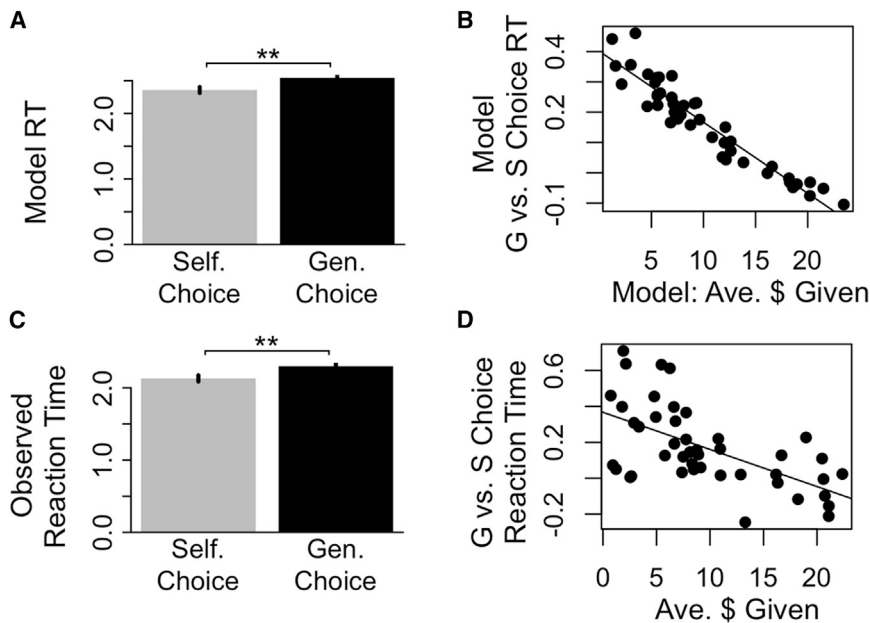 A
**
Model RT
2.0
1.0
0.0
Self.
Choice
Gen.
Choice
B
Model
G vs. S Choice RT
0.4
0.2
-0.1
5 10 15 20
Model: Ave. $ Given
C
**
Observed
Reaction Time
2.0
1.0
0.0
Self.
Choice
Gen.
Choice
D
G vs. S Choice
Reaction Time
0.6
0.2
-0.2
0 5 10 15 20
Ave. $ Given